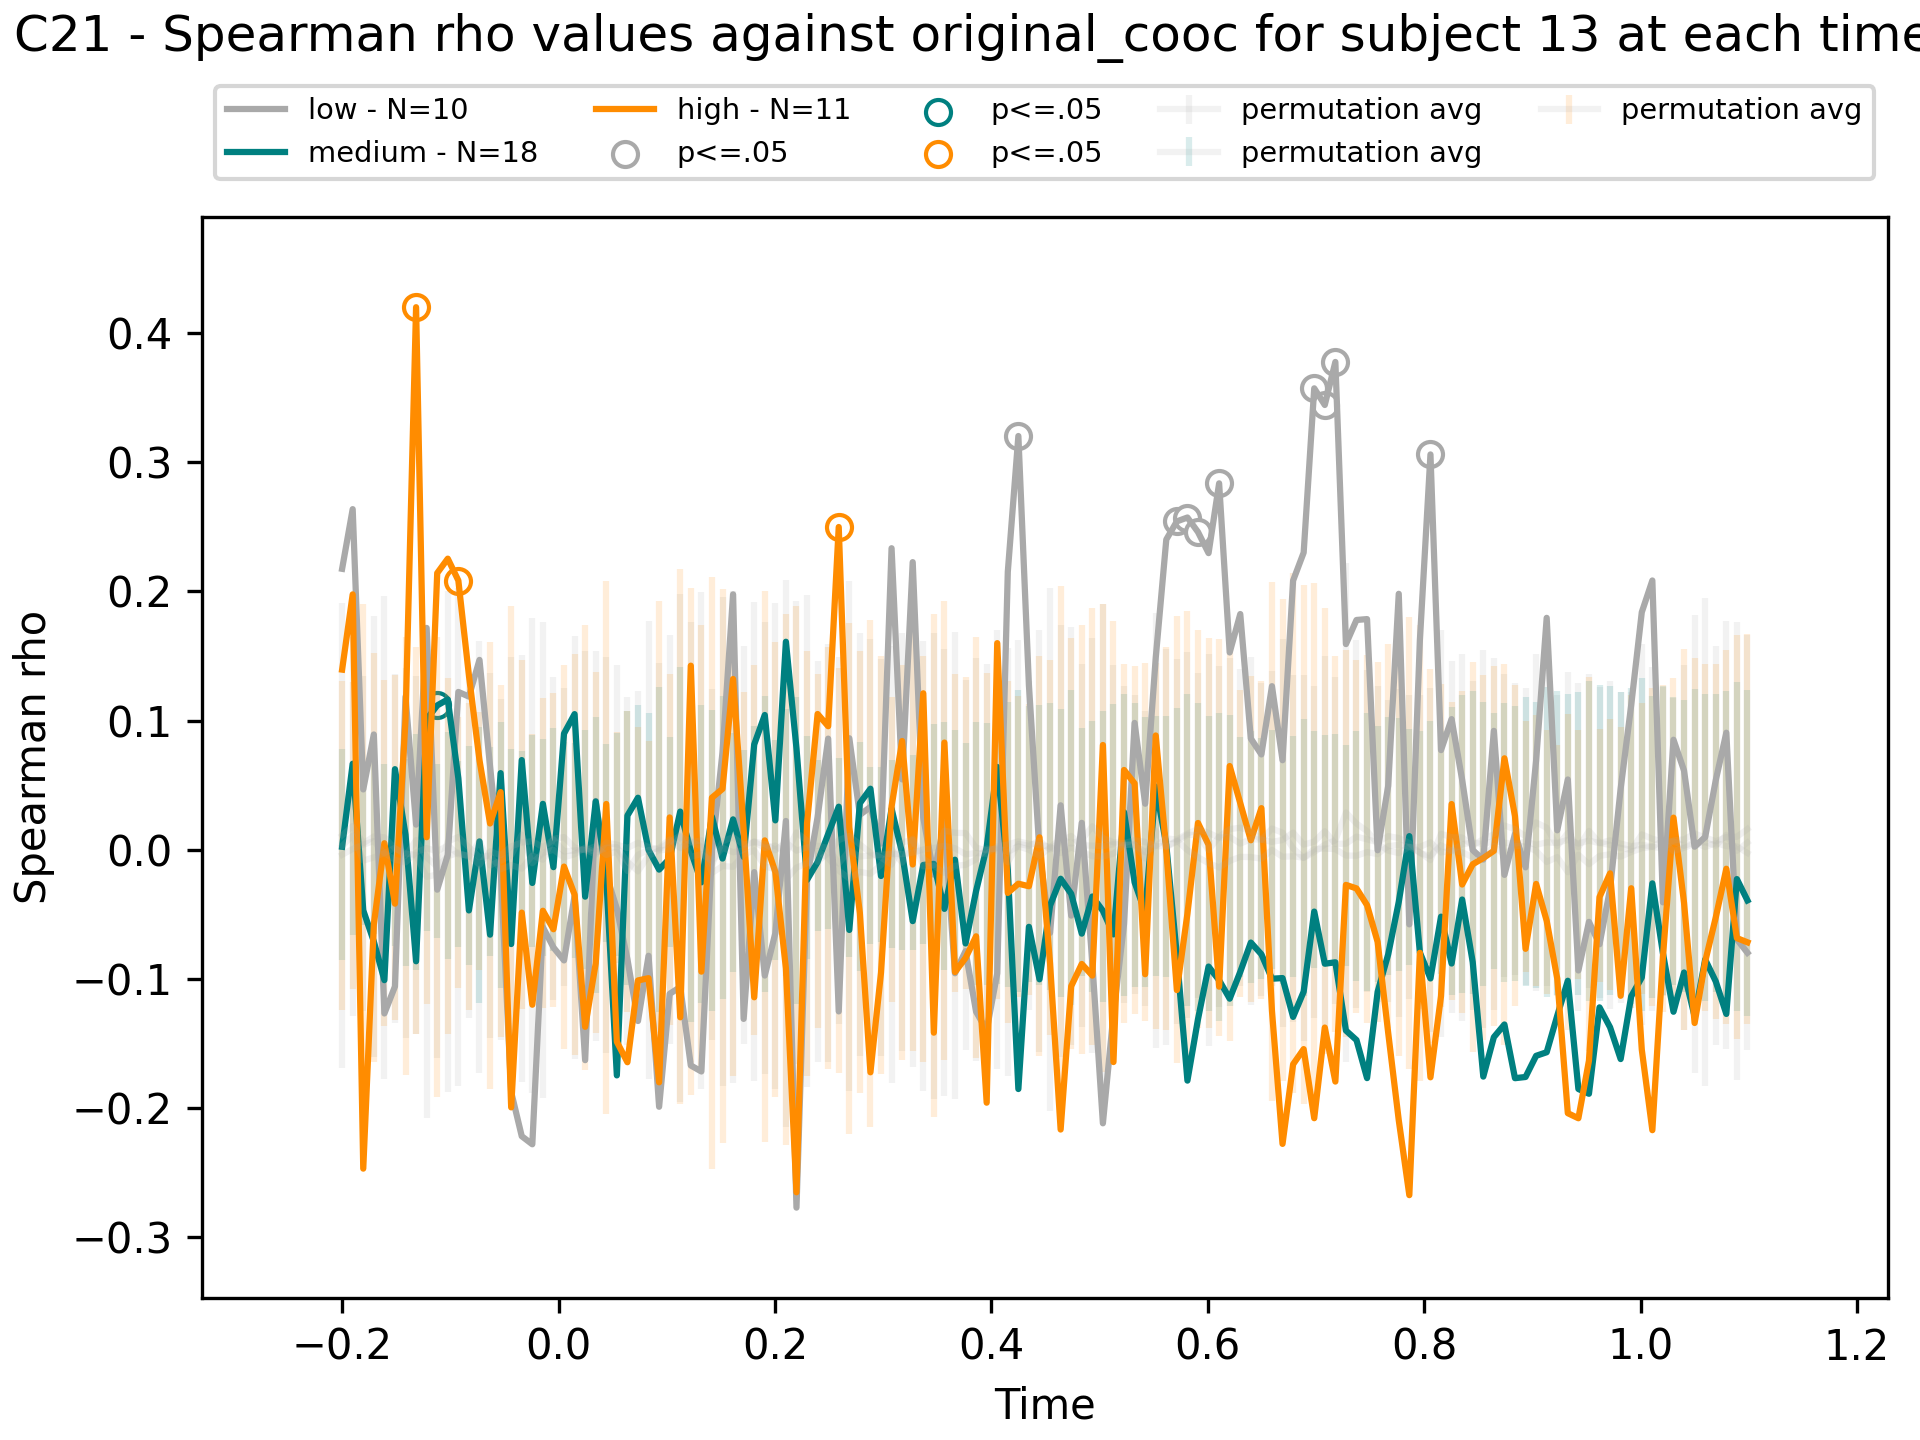 C21 - Spearman rho values against original_cooc for subject 13 at each time
low - N=10
medium - N=18
high - N=11
p<=.05
p<=.05
p<=.05
permutation avg
permutation avg
permutation avg
Spearman rho
0.4
0.3
0.2
0.1
0.0
−0.1
−0.2
−0.3
−0.2 0.0 0.2 0.4 0.6 0.8 1.0 1.2
Time